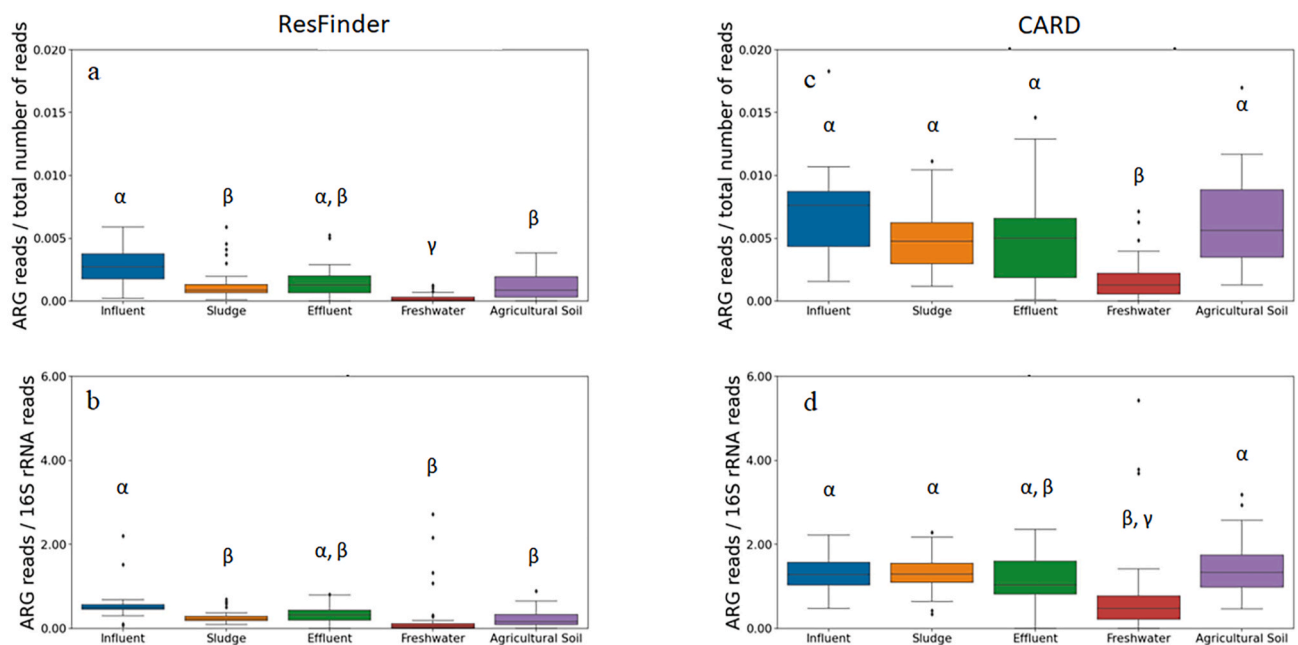 ResFinder
CARD
ARG reads / total number of reads
0.020
0.015
0.010
0.005
0.00
a
α
β
α, β
γ
β
Influent
Sludge
Effluent
Freshwater
Agricultural Soil
ARG reads / total number of reads
0.020
0.015
0.010
0.005
0.00
c
α
α
α
β
α
Influent
Sludge
Effluent
Freshwater
Agricultural Soil
ARG reads / 16S rRNA reads
6.00
4.00
2.00
0.00
b
α
β
α, β
β
β
Influent
Sludge
Effluent
Freshwater
Agricultural Soil
ARG reads / 16S rRNA reads
6.00
4.00
2.00
0.00
d
α
α
α, β
β, γ
α
Influent
Sludge
Effluent
Freshwater
Agricultural Soil